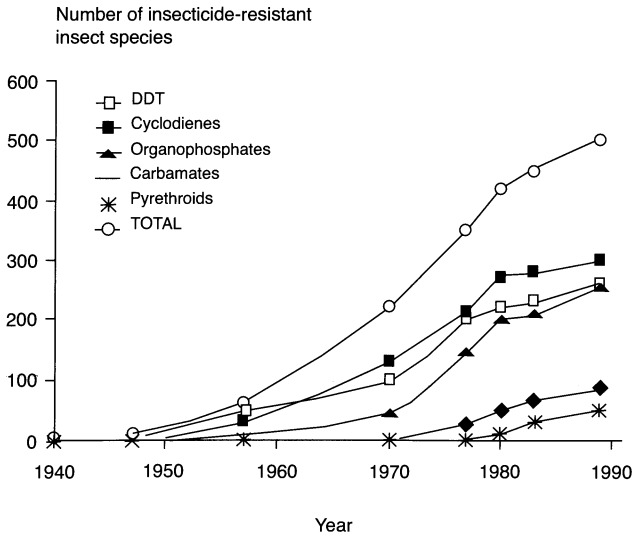 Number of insecticide-resistant
insect species
600
500
400
300
200
100
0
DDT
Cyclodienes
Organophosphates
Carbamates
Pyrethroids
TOTAL
1940 1950 1960 1970 1980 1990
Year